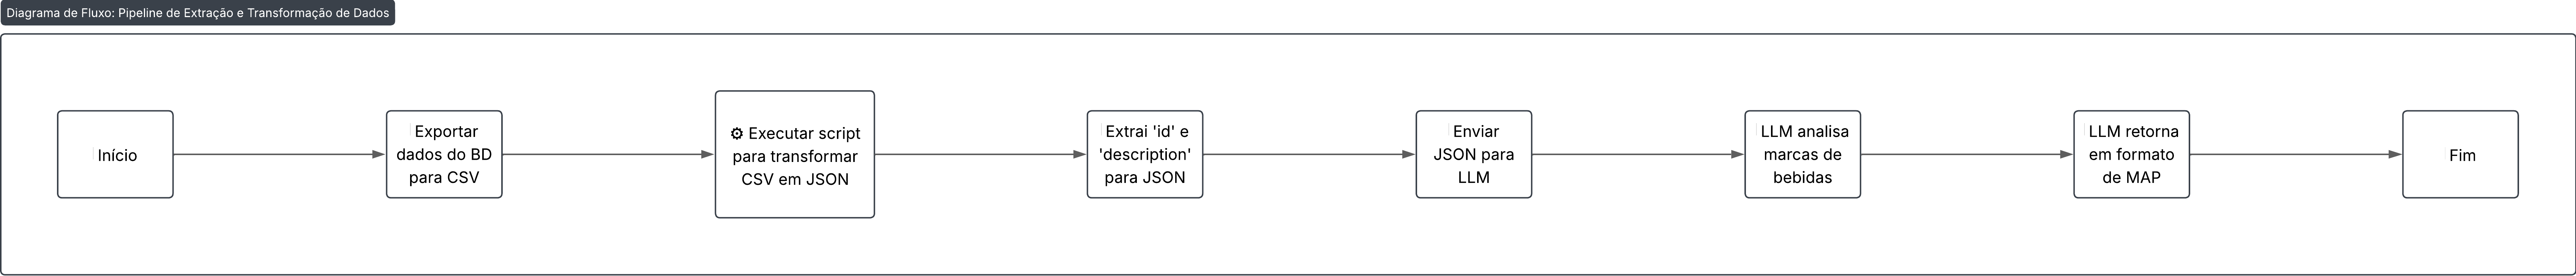 Diagrama de Fluxo: Pipeline de Extração e Transformação de Dados
Início
Exportar
dados do BD
para CSV
⚙ Executar script
para transformar
CSV em JSON
Extrai 'id' e
'description'
para JSON
Enviar
JSON para
LLM
LLM analisa
marcas de
bebidas
LLM retorna
em formato
de MAP
Fim